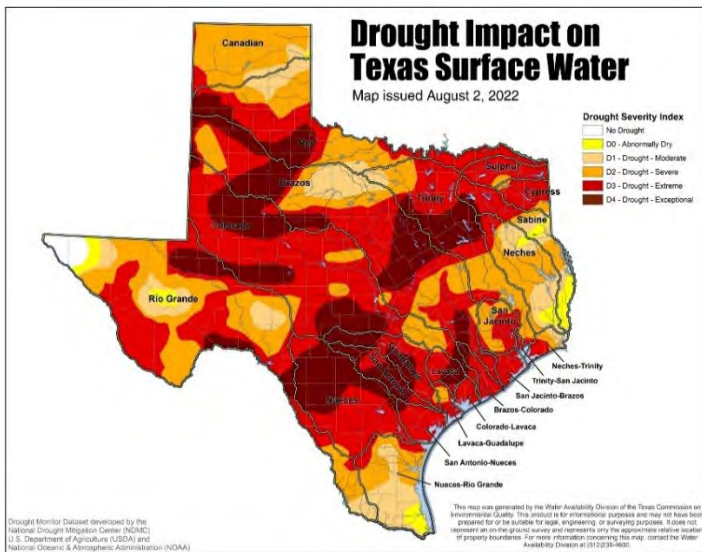 Drought Impact on
Texas Surface Water
Map issued August 2, 2022
Drought Severity Index
No Drought
D0 - Abnormally Dry
D1 - Drought - Moderate
D2 - Drought - Severe
D3 - Drought - Extreme
D4 - Drought - Exceptional
Canadian
Red
Brazos
Sulphur
Cypress
Trinity
Sabine
Colorado
Neches
Rio Grande
San
Jacinto
Lavaca
Guadalupe
San Antonio
Nueces
Neches-Trinity
Trinity-San Jacinto
San Jacinto-Brazos
Brazos-Colorado
Colorado-Lavaca
Lavaca-Guadalupe
San Antonio-Nueces
Nueces-Rio Grande
Drought Monitor Dataset developed by the
National Drought Mitigation Center (NDMC)
U.S. Department of Agriculture (USDA) and
National Oceanic & Atmospheric Administration (NOAA)
This map was generated by the Water Availability Division of the Texas Commission on
Environmental Quality. This product is for informational purposes and may not have been
prepared for or be suitable for legal, engineering, or surveying purposes. It does not
represent an on-the-ground survey and represents only the approximate relative location
of property boundaries. For more information concerning this map, contact the Water
Availability Division at (512)239-4600.